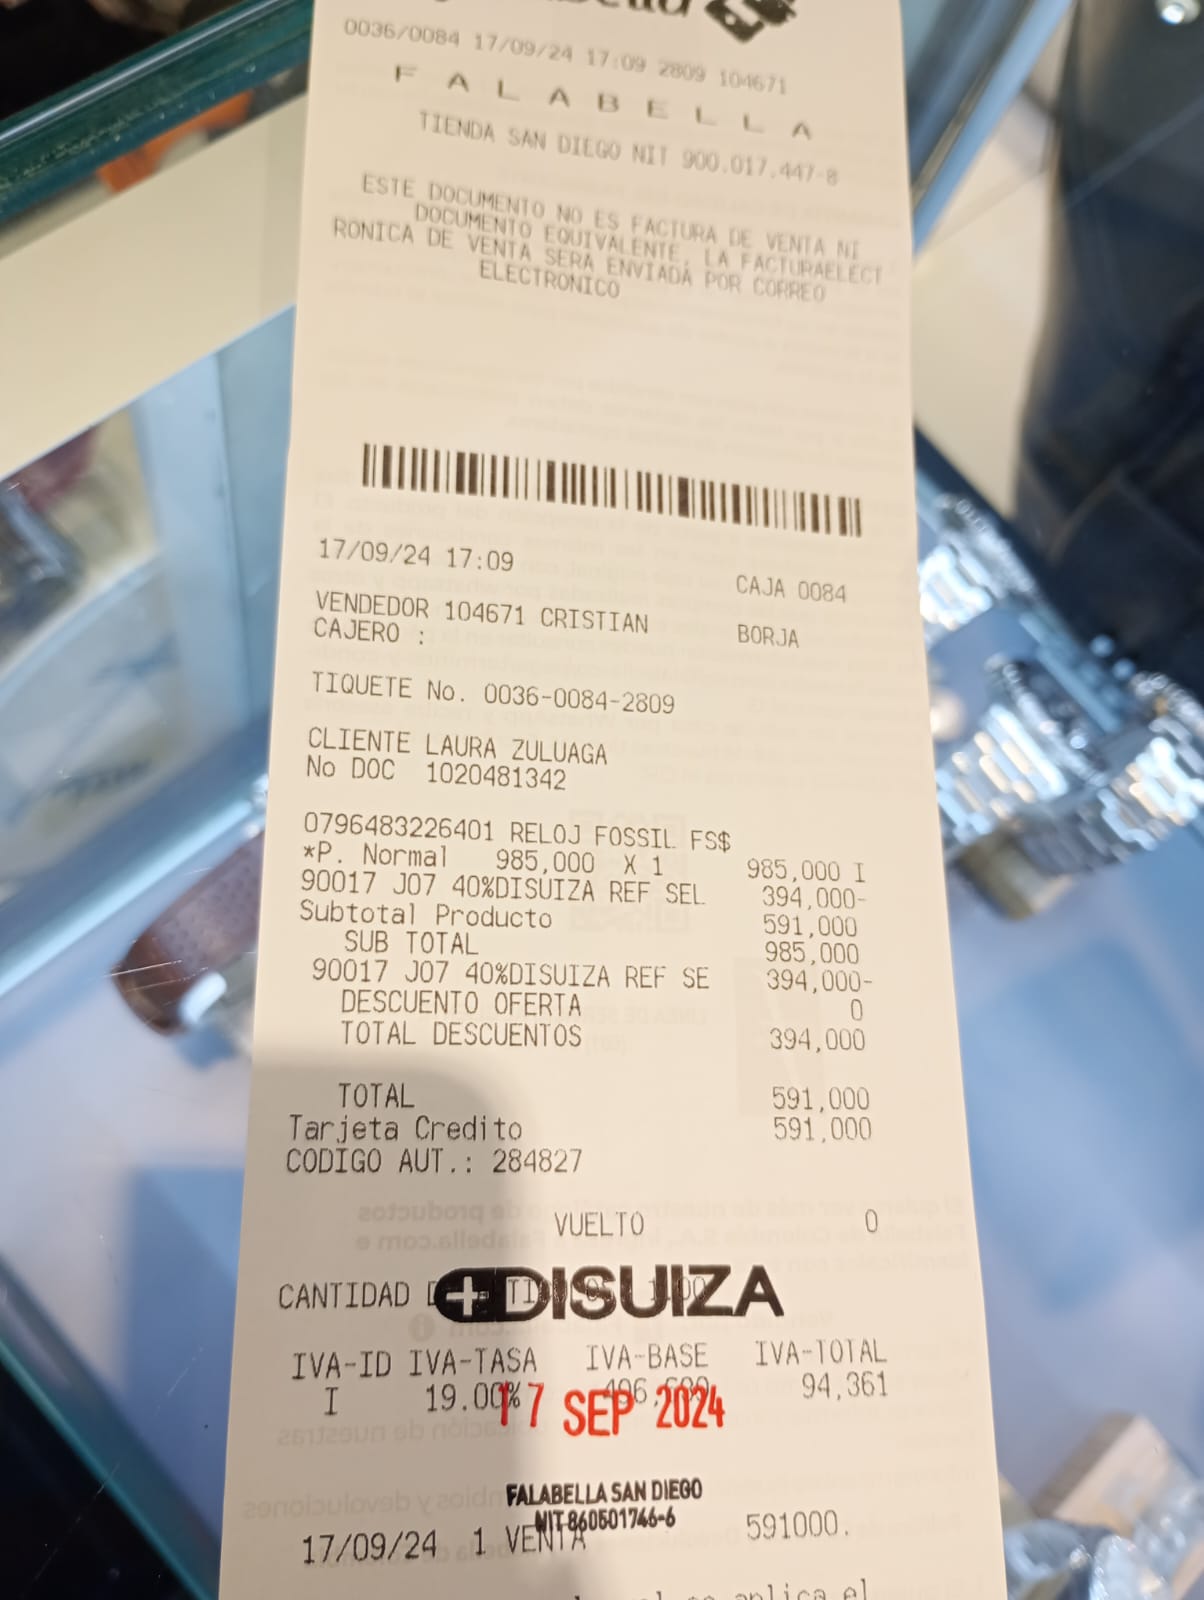 0036/0084 17/09/24 17:09 2809 104671
FALABELLA
TIENDA SAN DIEGO NIT 900.017.447-8
ESTE DOCUMENTO NO ES FACTURA DE VENTA NI
DOCUMENTO EQUIVALENTE, LA FACTURAELECT
RONICA DE VENTA SERA ENVIADA POR CORREO
ELECTRONICO
17/09/24 17:09 CAJA 0084
VENDEDOR 104671 CRISTIAN BORJA
CAJERO :
TIQUETE No. 0036-0084-2809
CLIENTE LAURA ZULUAGA
No DOC 1020481342
0796483226401 RELOJ FOSSIL FS$
*P. Normal 985,000 X 1 985,000 I
90017 J07 40%DISUIZA REF SEL 394,000-
Subtotal Producto 591,000
SUB TOTAL 985,000
90017 J07 40%DISUIZA REF SE 394,000-
DESCUENTO OFERTA 0
TOTAL DESCUENTOS 394,000
TOTAL 591,000
Tarjeta Credito 591,000
CODIGO AUT.: 284827
VUELTO 0
CANTIDAD
DISUIZA
IVA-ID IVA-TASA IVA-BASE IVA-TOTAL
I 19.00% 94,361
17 SEP 2024
FALABELLA SAN DIEGO
NIT 860501746-6
17/09/24 1 VENTA 591000.
se aplica el